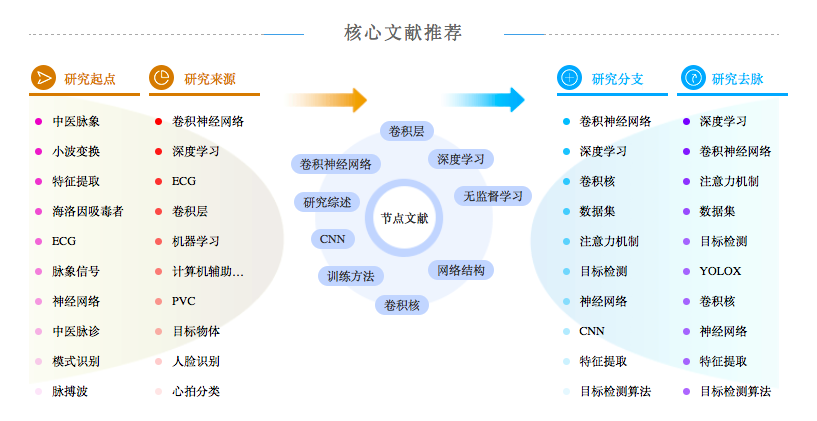 核心文献推荐
研究起点
中医脉象
小波变换
特征提取
海洛因吸毒者
ECG
脉象信号
神经网络
中医脉诊
模式识别
脉搏波
研究来源
卷积神经网络
深度学习
ECG
卷积层
机器学习
计算机辅助...
PVC
目标物体
人脸识别
心拍分类
卷积层
卷积神经网络
深度学习
研究综述
无监督学习
节点文献
CNN
训练方法
网络结构
卷积核
研究分支
卷积神经网络
深度学习
卷积核
数据集
注意力机制
目标检测
神经网络
CNN
特征提取
目标检测算法
研究去脉
深度学习
卷积神经网络
注意力机制
数据集
目标检测
YOLOX
卷积核
神经网络
特征提取
目标检测算法